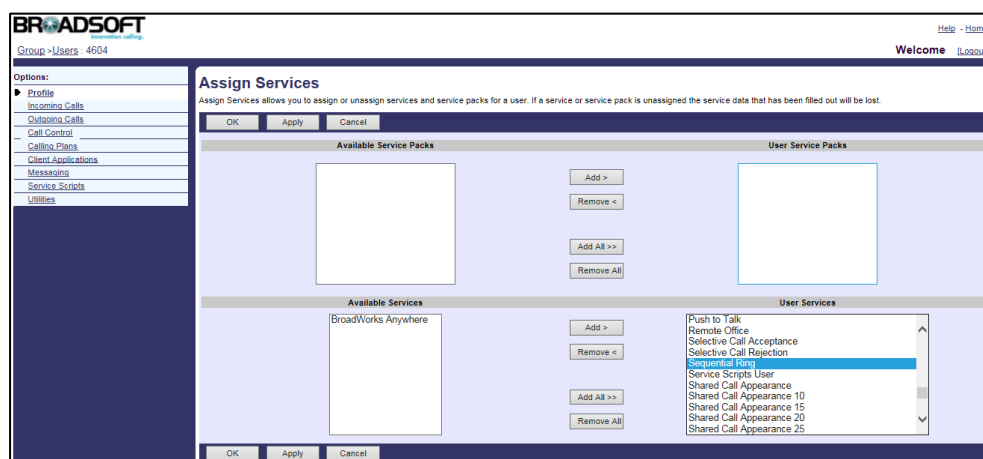 BROADSOFT
Innovation calling.
Help - Hom
Group >Users : 4604
Welcome [Logou
Options:
Profile
Incoming Calls
Outgoing Calls
Call Control
Calling Plans
Client Applications
Messaging
Service Scripts
Utilities
Assign Services
Assign Services allows you to assign or unassign services and service packs for a user. If a service or service pack is unassigned the service data that has been filled out will be lost.
OK Apply Cancel
Available Service Packs User Service Packs
Add >
Remove <
Add All >>
Remove All
Available Services User Services
BroadWorks Anywhere
Add >
Remove <
Add All >>
Remove All
Push to Talk
Remote Office
Selective Call Acceptance
Selective Call Rejection
Sequential Ring
Service Scripts User
Shared Call Appearance
Shared Call Appearance 10
Shared Call Appearance 15
Shared Call Appearance 20
Shared Call Appearance 25
OK Apply Cancel